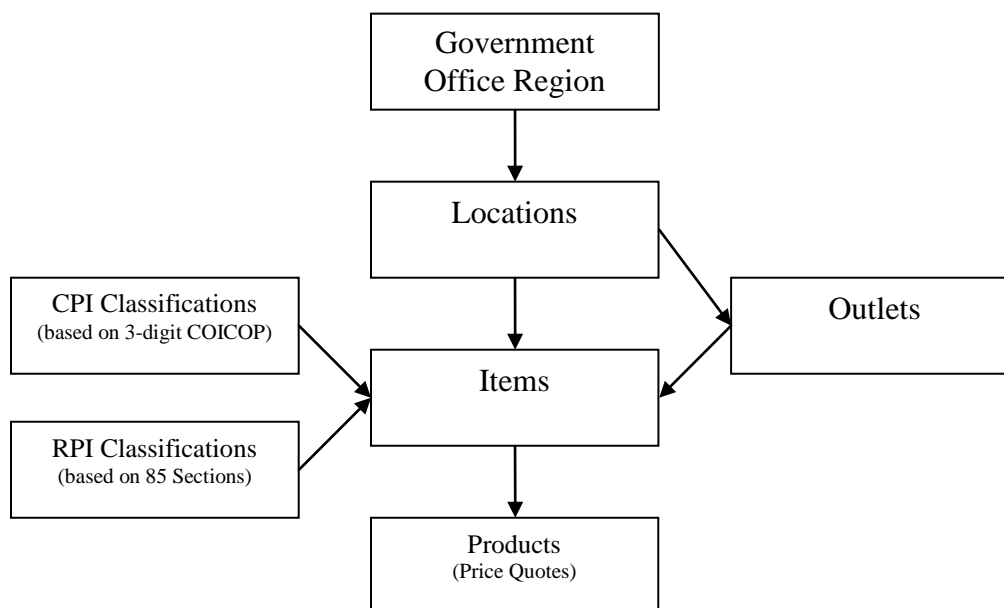 Government
Office Region
Locations
CPI Classifications
(based on 3-digit COICOP)
Outlets
Items
RPI Classifications
(based on 85 Sections)
Products
(Price Quotes)